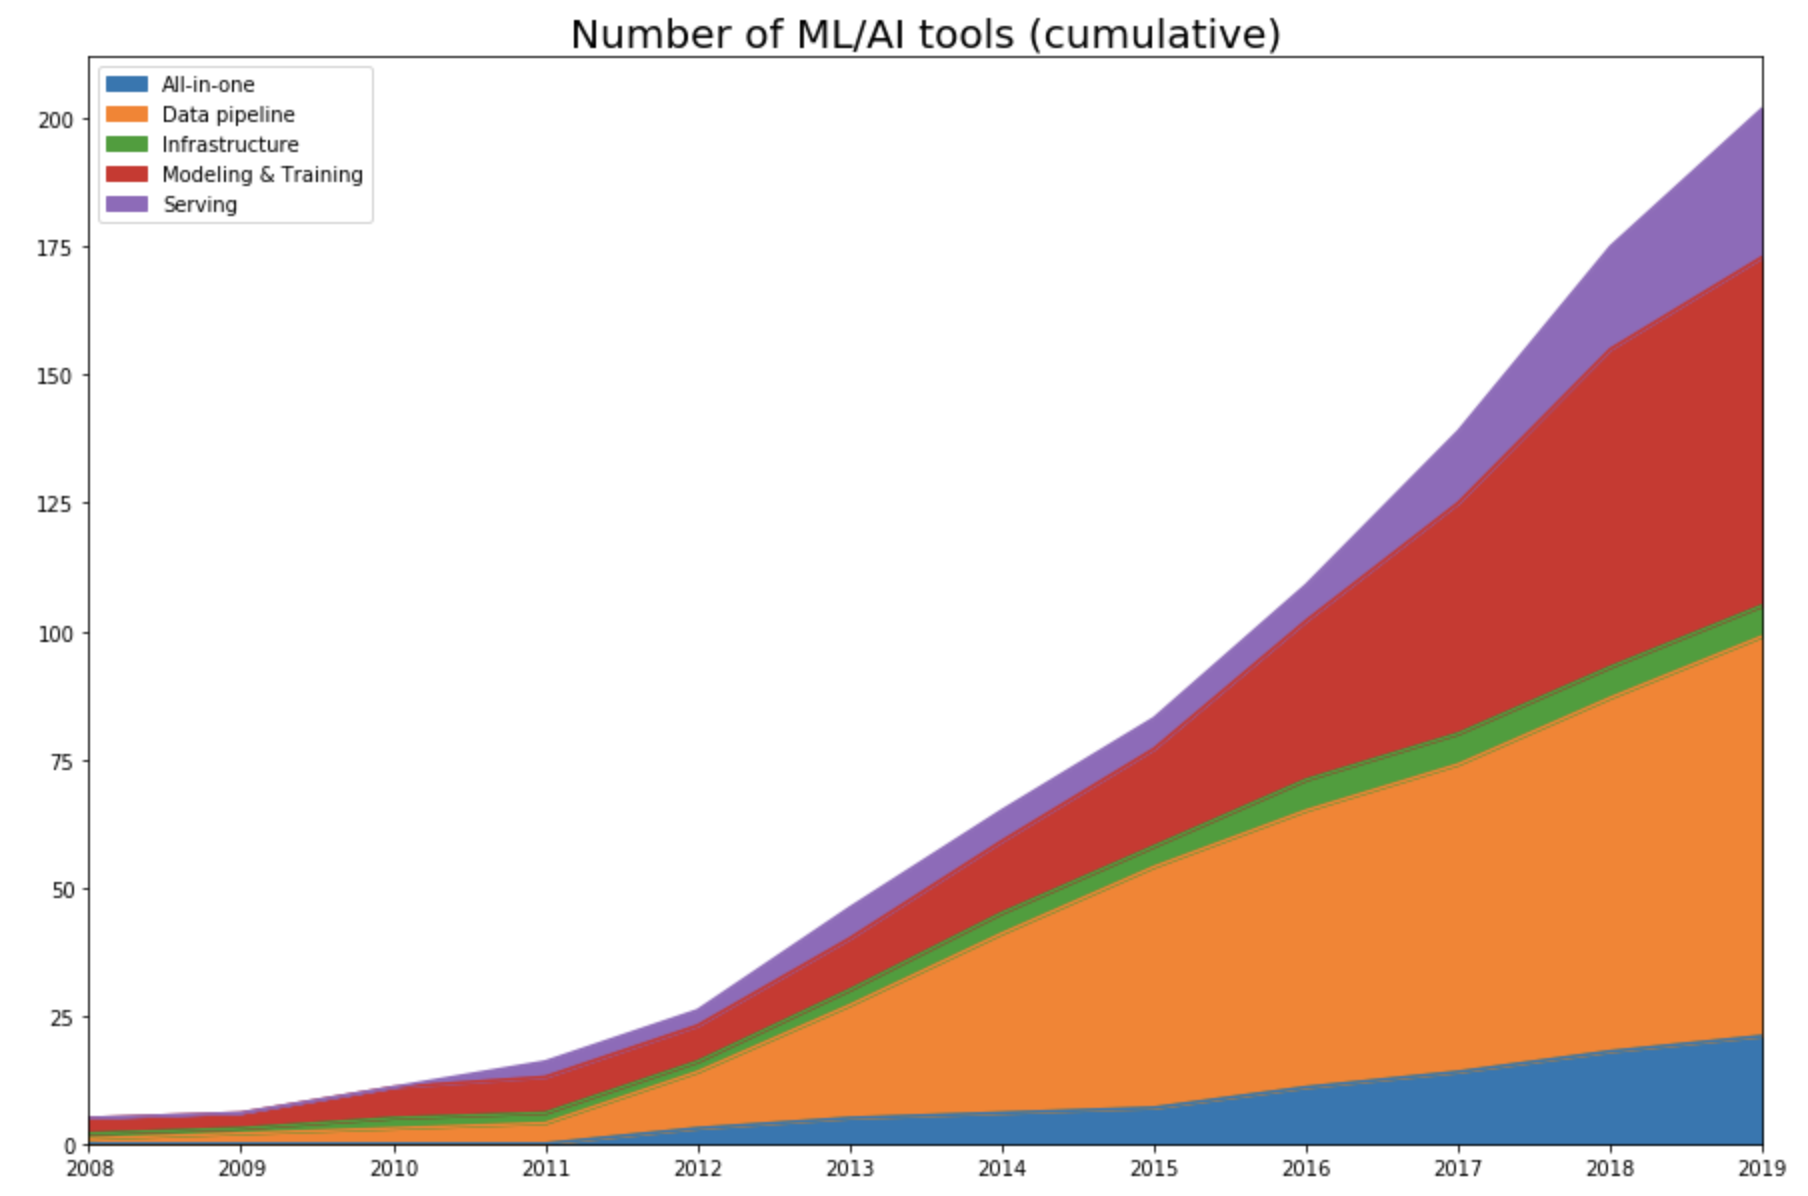 Number of ML/AI tools (cumulative)
All-in-one
Data pipeline
Infrastructure
Modeling & Training
Serving
200
175
150
125
100
75
50
25
0
2008 2009 2010 2011 2012 2013 2014 2015 2016 2017 2018 2019